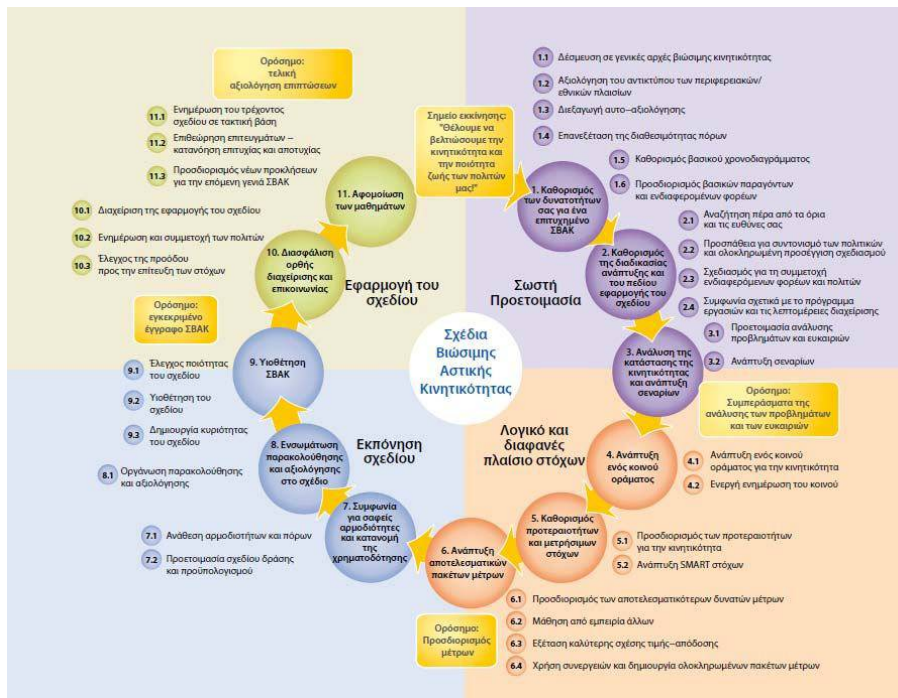 Ορόσημο:
τελική
αξιολόγηση επιπτώσεων
11.1 Ενημέρωση του τρέχοντος
σχεδίου σε τακτική βάση
11.2 Επιθεώρηση επιτευγμάτων –
κατανόηση επιτυχίας και αποτυχίας
11.3 Προσδιορισμός νέων προκλήσεων
για την επόμενη γενιά ΣΒΑΚ
10.1 Διαχείριση της εφαρμογής του σχεδίου
10.2 Ενημέρωση και συμμετοχή των πολιτών
10.3 Έλεγχος της προόδου
προς την επίτευξη των στόχων
11. Αφομοίωση
των μαθημάτων
10. Διασφάλιση
ορθής
διαχείρισης και
επικοινωνίας
Εφαρμογή του
σχεδίου
Σημείο εκκίνησης:
"Θέλουμε να
βελτιώσουμε την
κινητικότητα και
την ποιότητα
ζωής των πολιτών
μας!"
1.1 Δέσμευση σε γενικές αρχές βιώσιμης κινητικότητας
1.2 Αξιολόγηση του αντικτύπου των περιφερειακών/
εθνικών πλαισίων
1.3 Διεξαγωγή αυτο–αξιολόγησης
1.4 Επανεξέταση της διαθεσιμότητας πόρων
1.5 Καθορισμός βασικού χρονοδιαγράμματος
1.6 Προσδιορισμός βασικών παραγόντων
και ενδιαφερομένων φορέων
1. Καθορισμός
των δυνατοτήτων
σας για ένα
επιτυχημένο
ΣΒΑΚ
2.1 Αναζήτηση πέρα από τα όρια
και τις ευθύνες σας
2.2 Προσπάθεια για συντονισμό των πολιτικών
και ολοκληρωμένη προσέγγιση σχεδιασμού
2.3 Σχεδιασμός για τη συμμετοχή
ενδιαφερόμενων φορέων και πολιτών
2.4 Συμφωνία σχετικά με το πρόγραμμα
εργασιών και τις λεπτομέρειες διαχείρισης
2. Καθορισμός
της διαδικασίας
ανάπτυξης και
του πεδίου
εφαρμογής του
σχεδίου
Σωστή
Προετοιμασία
3.1 Προετοιμασία ανάλυσης
προβλημάτων και ευκαιριών
3.2 Ανάπτυξη σεναρίων
3. Ανάλυση της
κατάστασης της
κινητικότητας
και ανάπτυξη
σεναρίων
Ορόσημο:
εγκεκριμένο
έγγραφο ΣΒΑΚ
9.1 Έλεγχος ποιότητας
του σχεδίου
9.2 Υιοθέτηση του
σχεδίου
9.3 Δημιουργία κυριότητας
του σχεδίου
9. Υιοθέτηση
ΣΒΑΚ
Σχέδια
Βιώσιμης
Αστικής
Κινητικότητας
Ορόσημο:
Συμπεράσματα της
ανάλυσης των προβλημάτων
και των ευκαιριών
8. Ενσωμάτωση
παρακολούθησης
και αξιολόγησης
στο σχέδιο
Εκπόνηση
σχεδίου
8.1 Οργάνωση παρακολούθησης
και αξιολόγησης
Λογικό και
διαφανές
πλαίσιο στόχων
4. Ανάπτυξη
ενός κοινού
οράματος
4.1 Ανάπτυξη ενός κοινού
οράματος για την κινητικότητα
4.2 Ενεργή ενημέρωση του κοινού
7. Συμφωνία
για σαφείς
αρμοδιότητες
και κατανομή
της
χρηματοδότησης
7.1 Ανάθεση αρμοδιοτήτων και πόρων
7.2 Προετοιμασία σχεδίου δράσης
και προϋπολογισμού
5. Καθορισμός
προτεραιοτήτων
και μετρήσιμων
στόχων
5.1 Προσδιορισμός των προτεραιοτήτων
για την κινητικότητα
5.2 Ανάπτυξη SMART στόχων
6. Ανάπτυξη
αποτελεσματικών
πακέτων μέτρων
Ορόσημο:
Προσδιορισμός
μέτρων
6.1 Προσδιορισμός των αποτελεσματικότερων δυνατών μέτρων
6.2 Μάθηση από εμπειρία άλλων
6.3 Εξέταση καλύτερης σχέσης τιμής–απόδοσης
6.4 Χρήση συνεργειών και δημιουργία ολοκληρωμένων πακέτων μέτρων